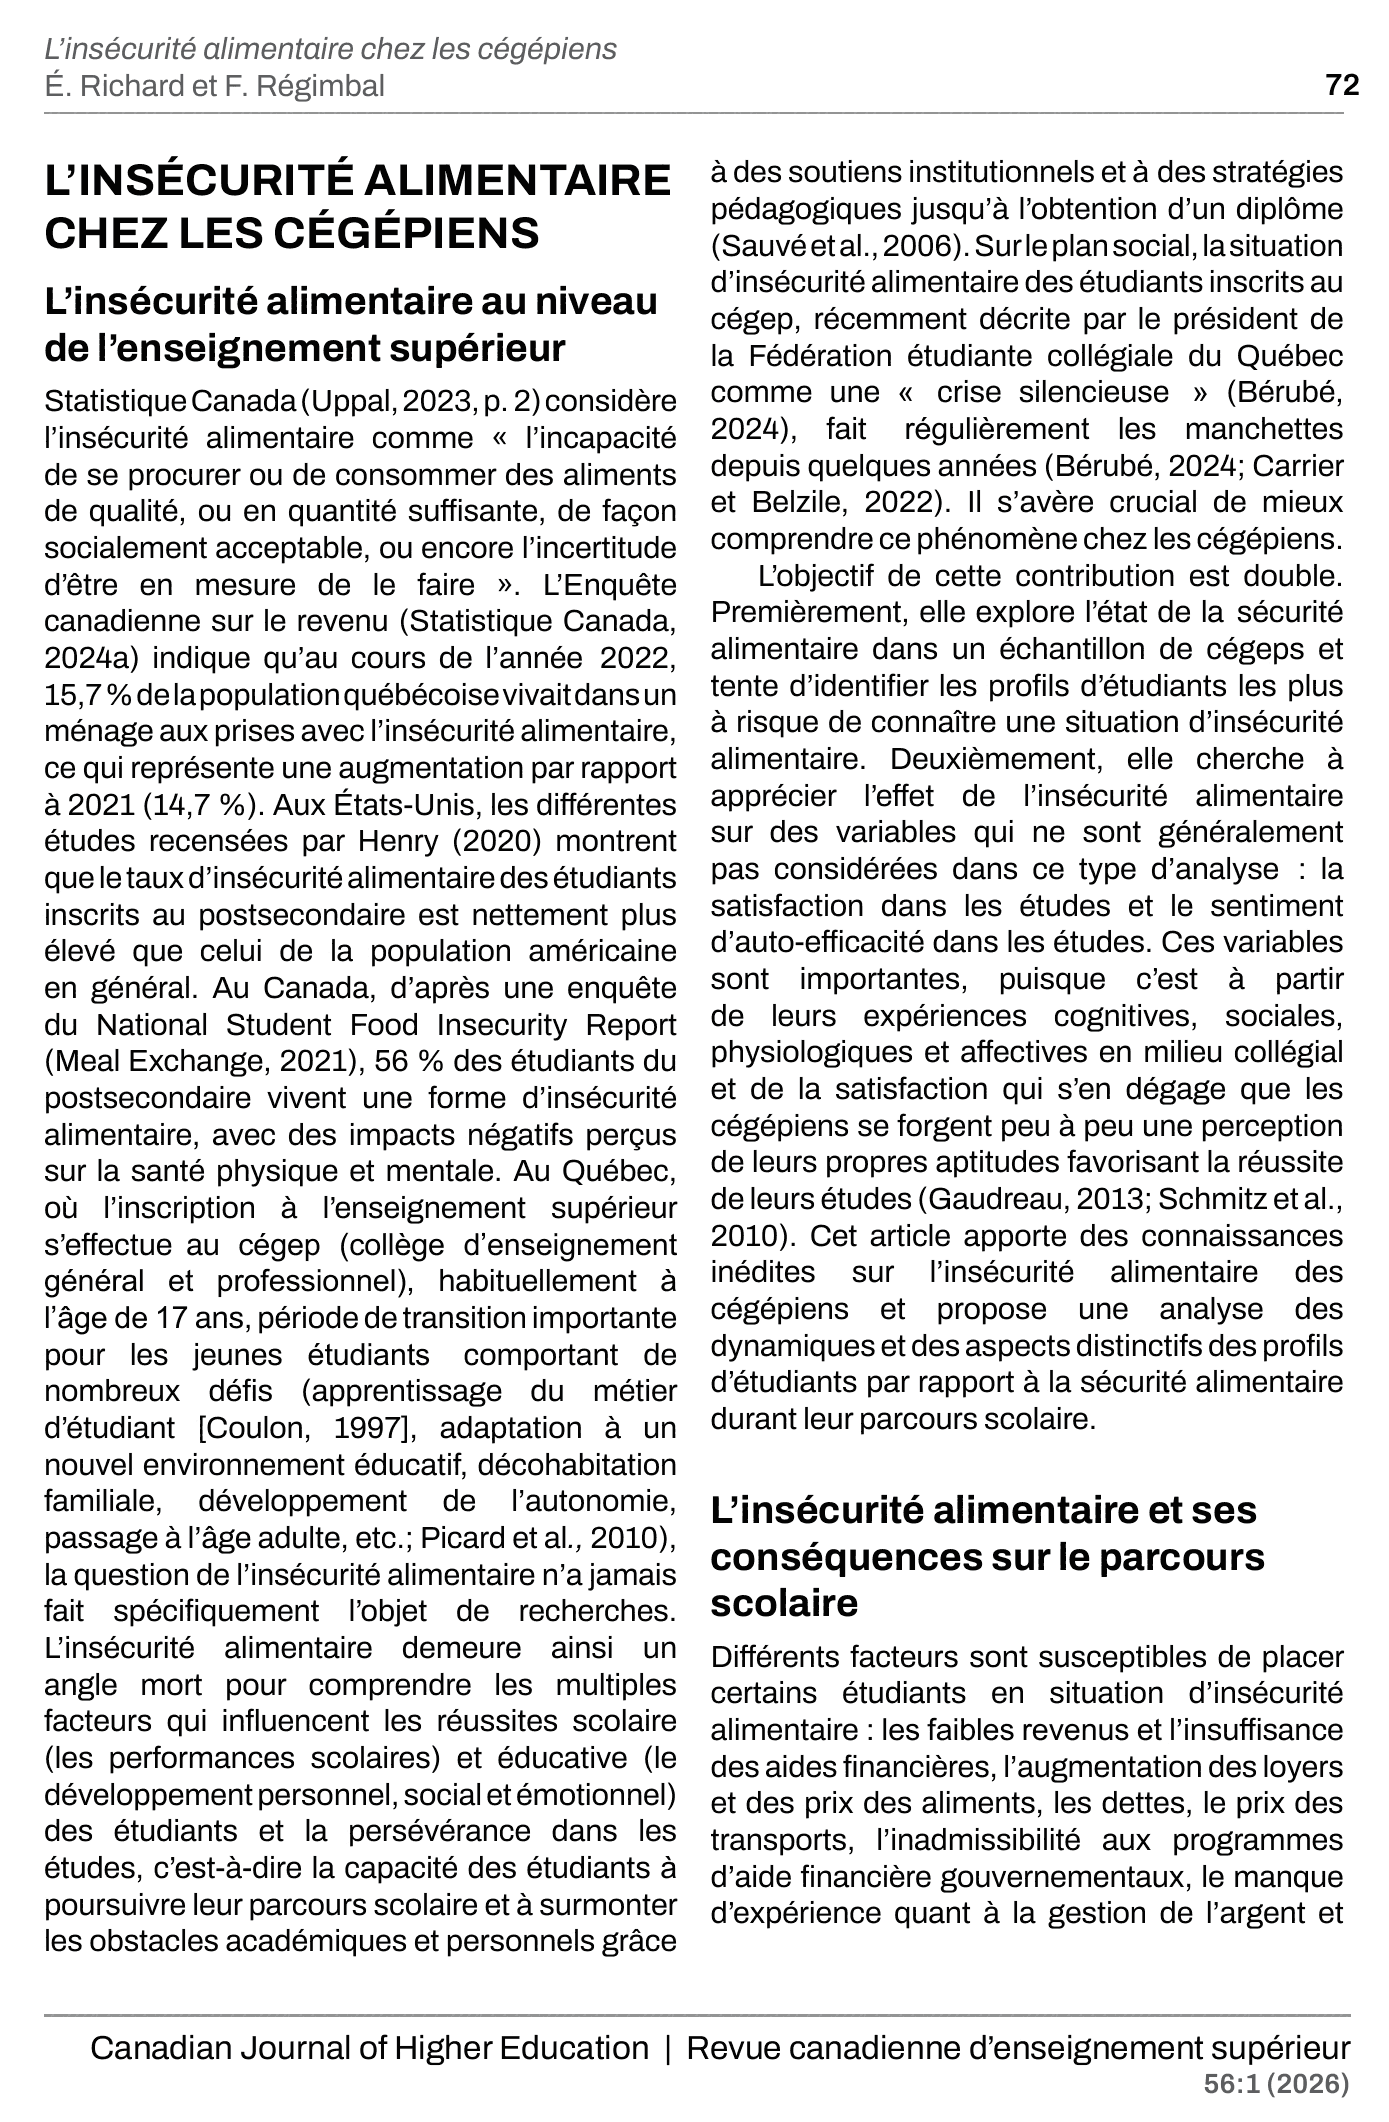 L’insécurité alimentaire chez les cégépiens
É. Richard et F. Régimbal
72
L’INSÉCURITÉ ALIMENTAIRE
CHEZ LES CÉGÉPIENS
L’insécurité alimentaire au niveau
de l’enseignement supérieur
Statistique Canada (Uppal, 2023, p. 2) considère
l’insécurité alimentaire comme « l’incapacité
de se procurer ou de consommer des aliments
de qualité, ou en quantité suffisante, de façon
socialement acceptable, ou encore l’incertitude
d’être en mesure de le faire ». L’Enquête
canadienne sur le revenu (Statistique Canada,
2024a) indique qu’au cours de l’année 2022,
15,7 % de la population québécoise vivait dans un
ménage aux prises avec l’insécurité alimentaire,
ce qui représente une augmentation par rapport
à 2021 (14,7 %). Aux États-Unis, les différentes
études recensées par Henry (2020) montrent
que le taux d’insécurité alimentaire des étudiants
inscrits au postsecondaire est nettement plus
élevé que celui de la population américaine
en général. Au Canada, d’après une enquête
du National Student Food Insecurity Report
(Meal Exchange, 2021), 56 % des étudiants du
postsecondaire vivent une forme d’insécurité
alimentaire, avec des impacts négatifs perçus
sur la santé physique et mentale. Au Québec,
où l’inscription à l’enseignement supérieur
s’effectue au cégep (collège d’enseignement
général et professionnel), habituellement à
l’âge de 17 ans, période de transition importante
pour les jeunes étudiants comportant de
nombreux défis (apprentissage du métier
d’étudiant [Coulon, 1997], adaptation à un
nouvel environnement éducatif, décohabitation
familiale, développement de l’autonomie,
passage à l’âge adulte, etc.; Picard et al., 2010),
la question de l’insécurité alimentaire n’a jamais
fait spécifiquement l’objet de recherches.
L’insécurité alimentaire demeure ainsi un
angle mort pour comprendre les multiples
facteurs qui influencent les réussites scolaire
(les performances scolaires) et éducative (le
développement personnel, social et émotionnel)
des étudiants et la persévérance dans les
études, c’est-à-dire la capacité des étudiants à
poursuivre leur parcours scolaire et à surmonter
les obstacles académiques et personnels grâce
à des soutiens institutionnels et à des stratégies
pédagogiques jusqu’à l’obtention d’un diplôme
(Sauvé et al., 2006). Sur le plan social, la situation
d’insécurité alimentaire des étudiants inscrits au
cégep, récemment décrite par le président de
la Fédération étudiante collégiale du Québec
comme une « crise silencieuse » (Bérubé,
2024), fait régulièrement les manchettes
depuis quelques années (Bérubé, 2024; Carrier
et Belzile, 2022). Il s’avère crucial de mieux
comprendre ce phénomène chez les cégépiens.
L’objectif de cette contribution est double.
Premièrement, elle explore l’état de la sécurité
alimentaire dans un échantillon de cégeps et
tente d’identifier les profils d’étudiants les plus
à risque de connaître une situation d’insécurité
alimentaire. Deuxièmement, elle cherche à
apprécier l’effet de l’insécurité alimentaire
sur des variables qui ne sont généralement
pas considérées dans ce type d’analyse : la
satisfaction dans les études et le sentiment
d’auto-efficacité dans les études. Ces variables
sont importantes, puisque c’est à partir
de leurs expériences cognitives, sociales,
physiologiques et affectives en milieu collégial
et de la satisfaction qui s’en dégage que les
cégépiens se forgent peu à peu une perception
de leurs propres aptitudes favorisant la réussite
de leurs études (Gaudreau, 2013; Schmitz et al.,
2010). Cet article apporte des connaissances
inédites sur l’insécurité alimentaire des
cégépiens et propose une analyse des
dynamiques et des aspects distinctifs des profils
d’étudiants par rapport à la sécurité alimentaire
durant leur parcours scolaire.
L’insécurité alimentaire et ses
conséquences sur le parcours
scolaire
Différents facteurs sont susceptibles de placer
certains étudiants en situation d’insécurité
alimentaire : les faibles revenus et l’insuffisance
des aides financières, l’augmentation des loyers
et des prix des aliments, les dettes, le prix des
transports, l’inadmissibilité aux programmes
d’aide financière gouvernementaux, le manque
d’expérience quant à la gestion de l’argent et
Canadian Journal of Higher Education | Revue canadienne d’enseignement supérieur
56:1 (2026)